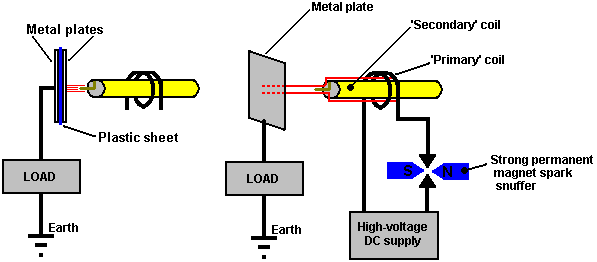 Metal plates
Plastic sheet
LOAD
Earth
Metal plate
'Secondary' coil
'Primary' coil
S N
Strong permanent
magnet spark
snuffer
LOAD
Earth
High-voltage
DC supply